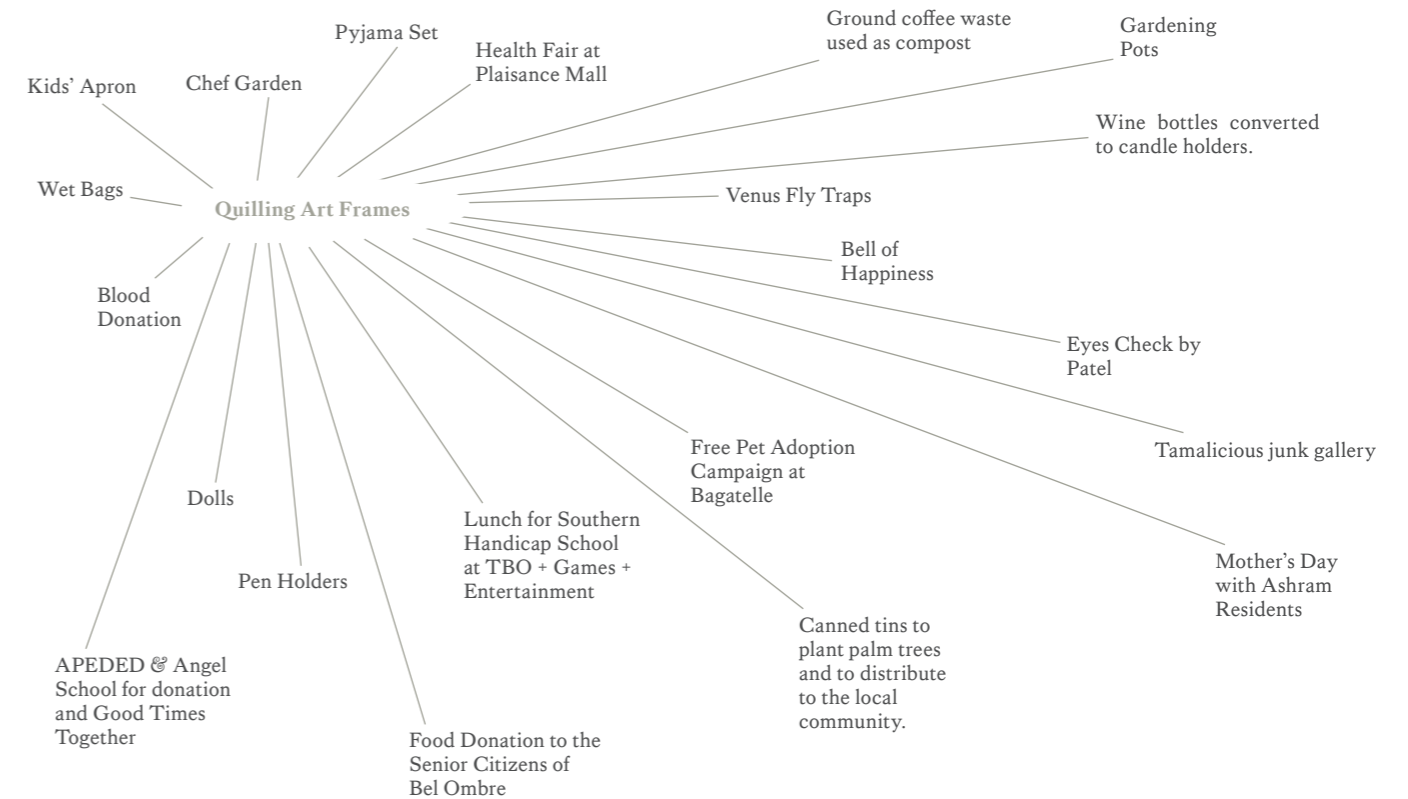 Pyjama Set
Health Fair at
Plaisance Mall
Ground coffee waste
used as compost
Gardening
Pots
Kids’ Apron
Chef Garden
Wine bottles converted
to candle holders.
Wet Bags
Quilling Art Frames
Venus Fly Traps
Bell of
Happiness
Blood
Donation
Eyes Check by
Patel
Free Pet Adoption
Campaign at
Bagatelle
Tamalicious junk gallery
Dolls
Lunch for Southern
Handicap School
at TBO + Games +
Entertainment
Pen Holders
Mother’s Day
with Ashram
Residents
Canned tins to
plant palm trees
and to distribute
to the local
community.
APEDED & Angel
School for donation
and Good Times
Together
Food Donation to the
Senior Citizens of
Bel Ombre